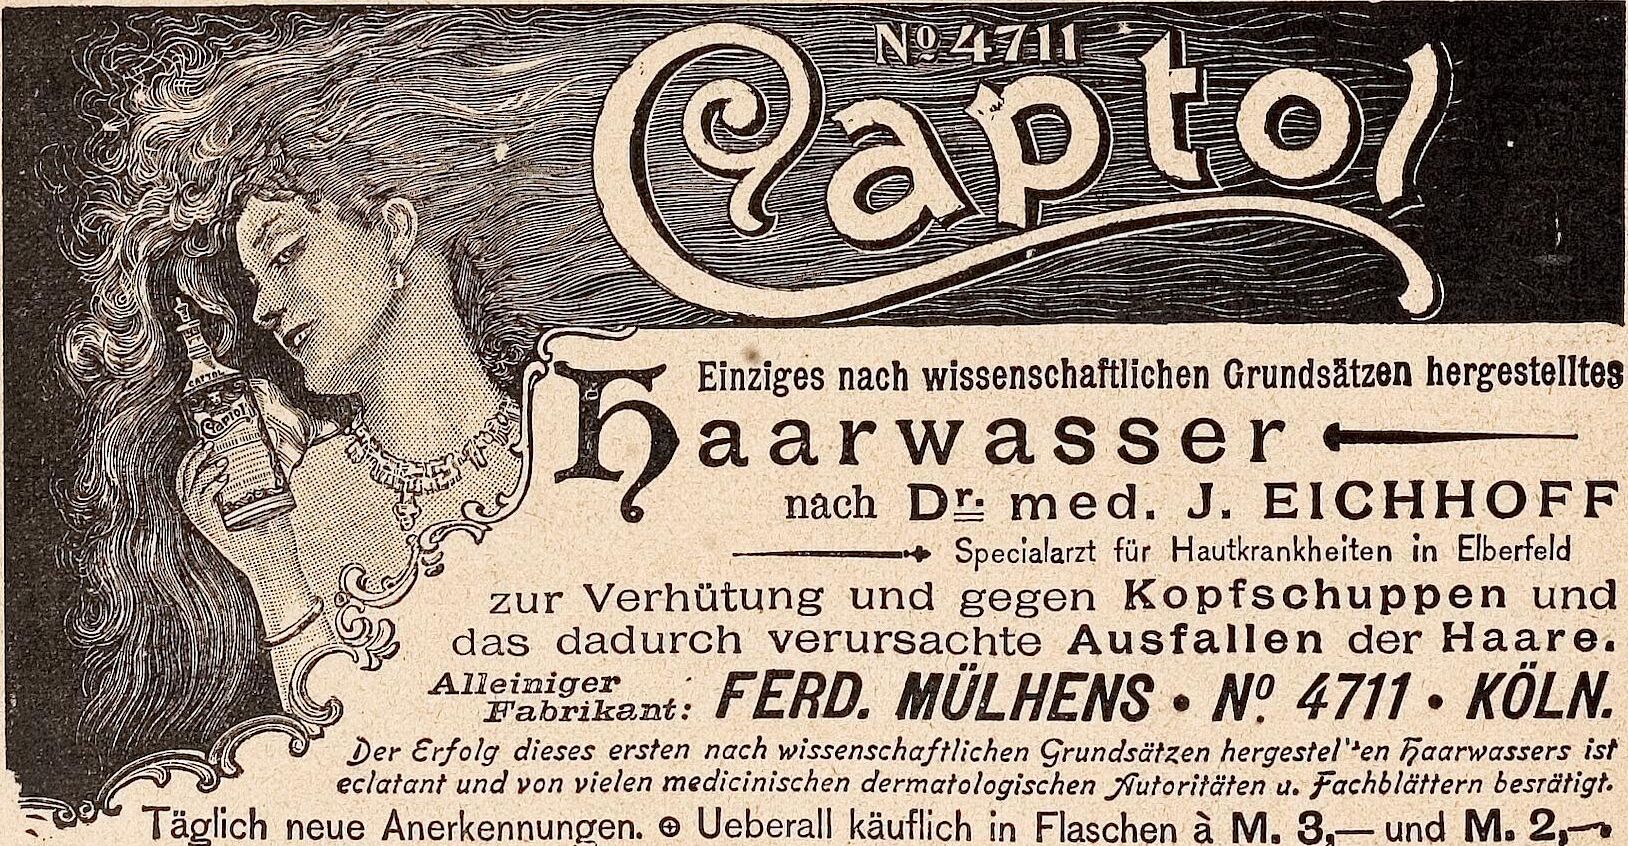 No 4711
Captol
CAPTOL
Captol
Einziges nach wissenschaftlichen Grundsätzen hergestelltes
Haarwasser
nach Dr. med. J. EICHHOFF
Specialarzt für Hautkrankheiten in Elberfeld
zur Verhütung und gegen Kopfschuppen und
das dadurch verursachte Ausfallen der Haare.
Alleiniger Fabrikant: FERD. MÜLHENS • No 4711 • KÖLN.
Der Erfolg dieses ersten nach wissenschaftlichen Grundsätzen Haarwassers ist
eclatant und von vielen medicinischen dermatologischen Autoritäten u. Fachblättern bestätigt.
Täglich neue Anerkennungen. ⊕ Ueberall käuflich in Flaschen à M. 3,— und M. 2,—.